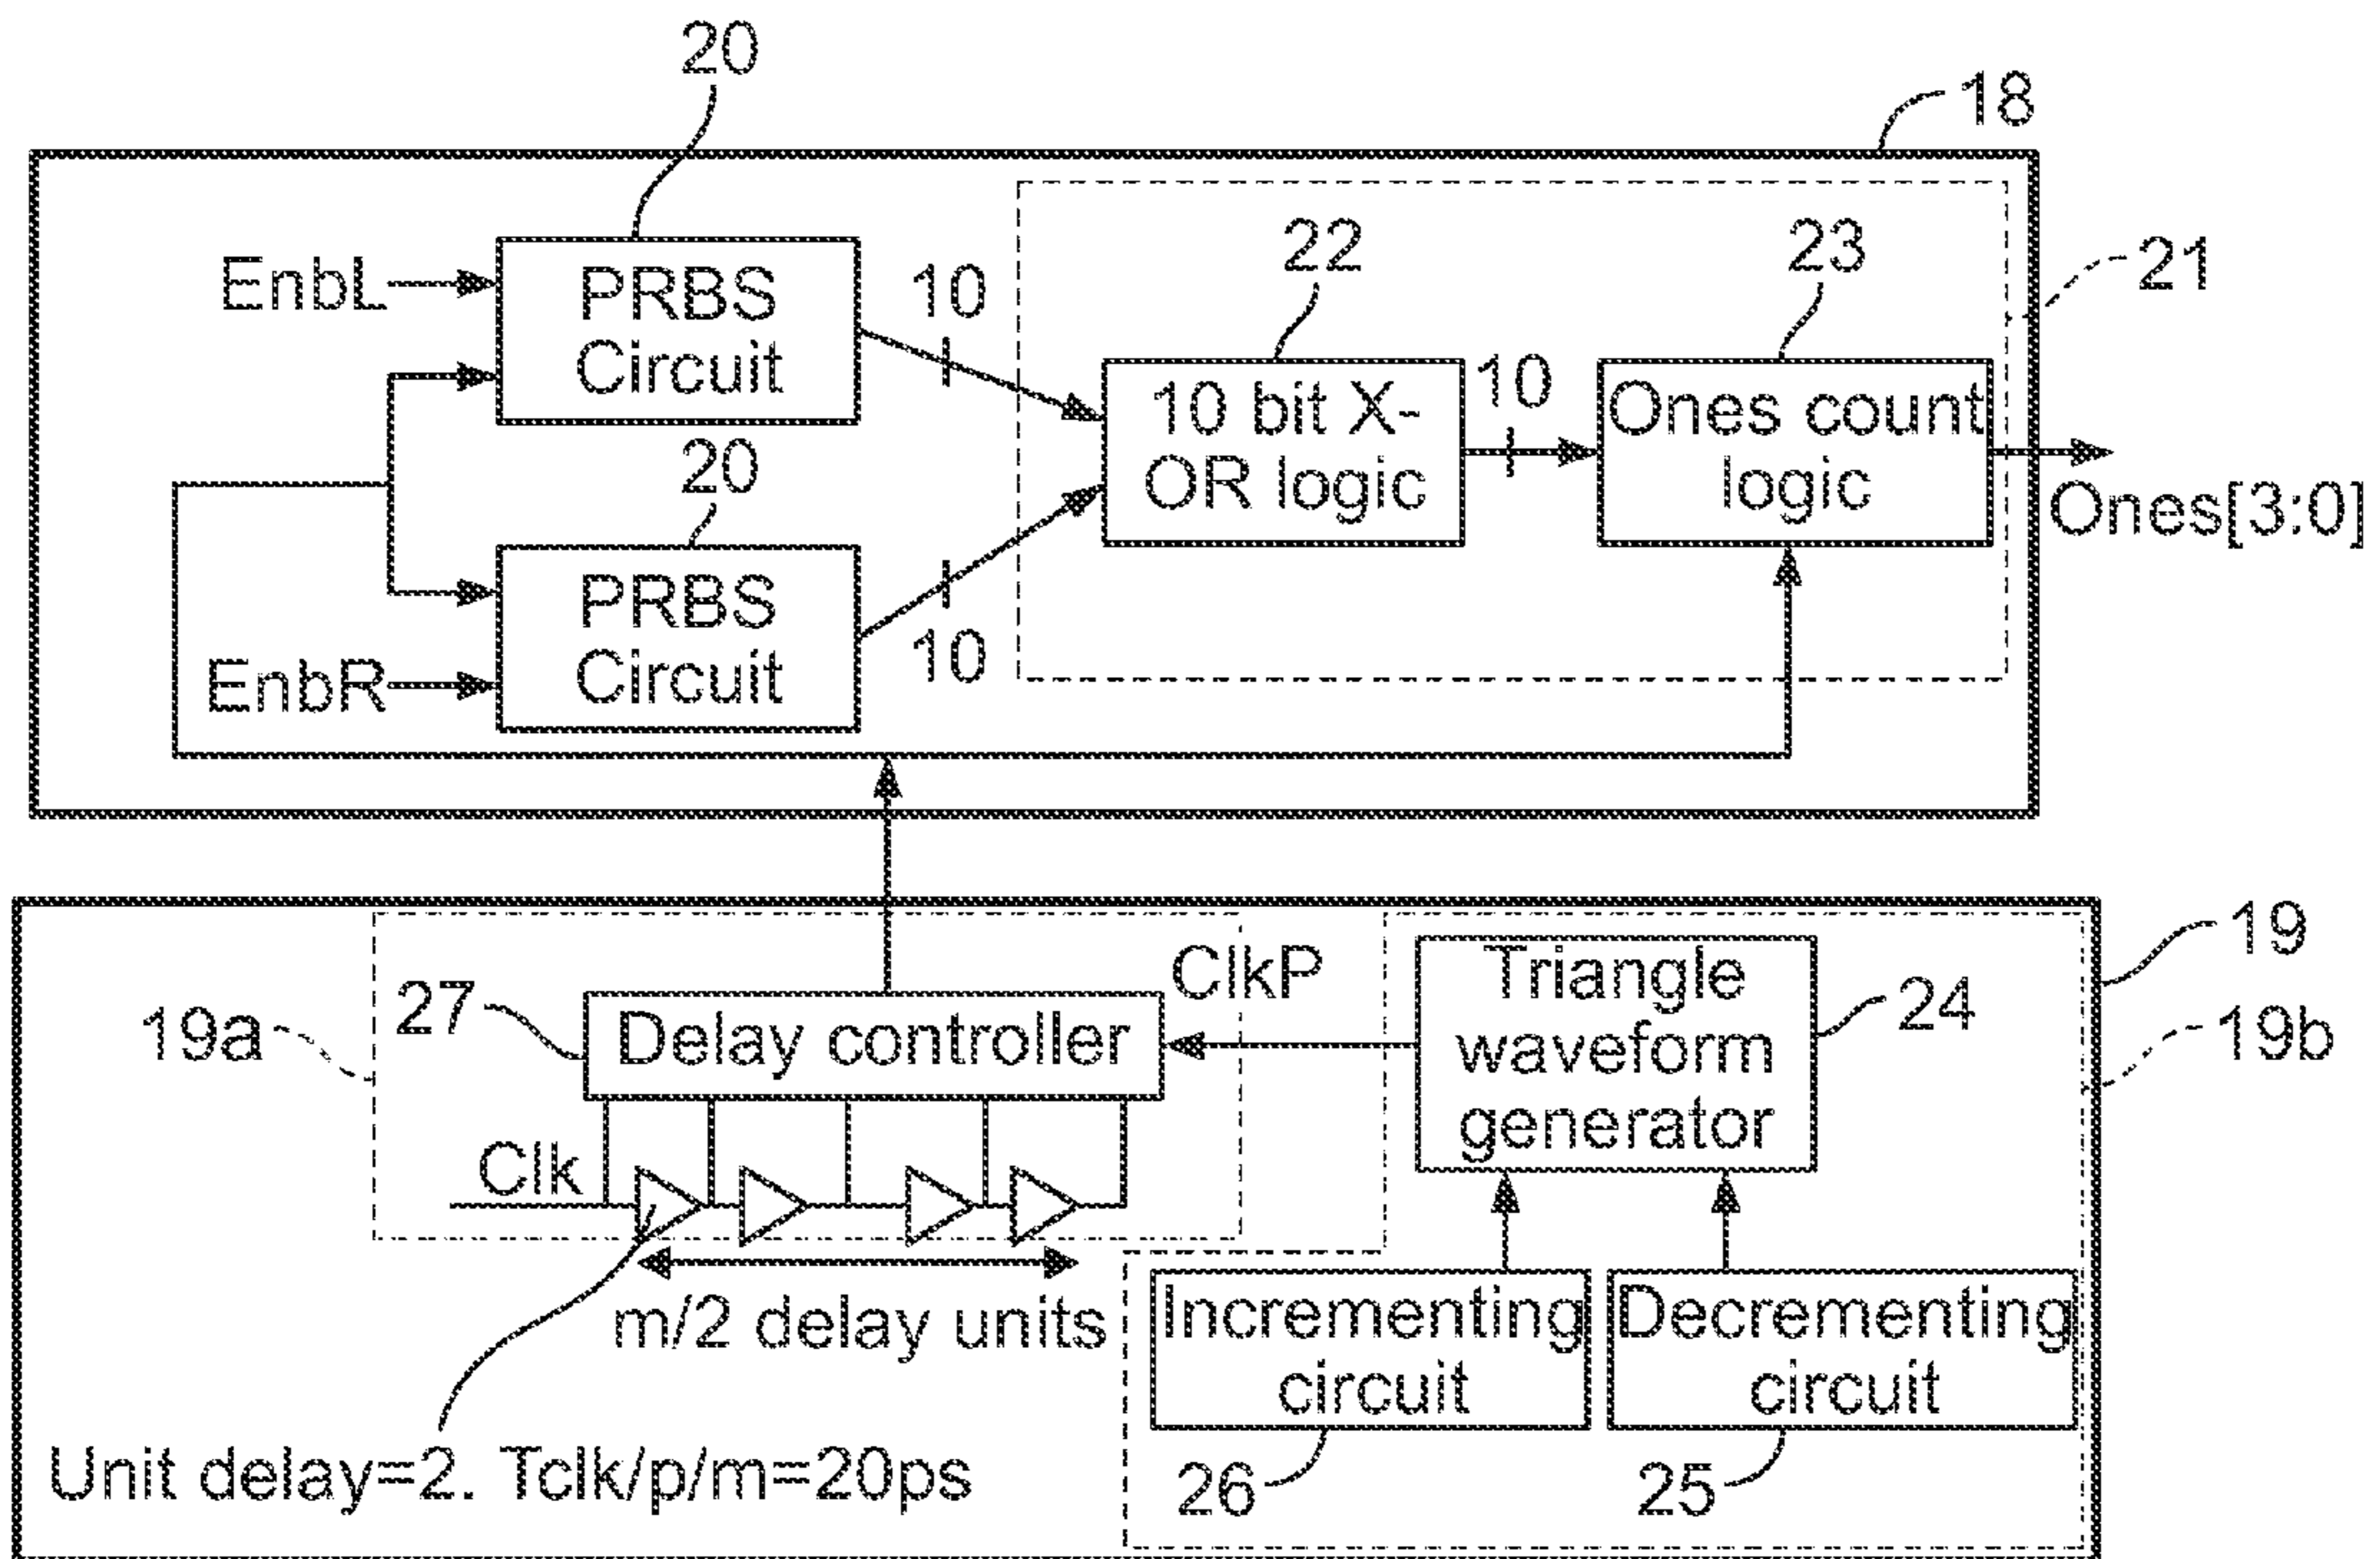 20
18
EnbL
PRBS
Circuit
10
22
23
21
10 bit X-
OR logic
10
Ones count
logic
Ones[3:0]
20
PRBS
Circuit
10
EnbR
19
19a
27
Delay controller
ClkP
Triangle
waveform
generator
24
19b
Clk
m/2 delay units
Incrementing
circuit
Decrementing
circuit
Unit delay=2. Tclk/p/m=20ps
26
25